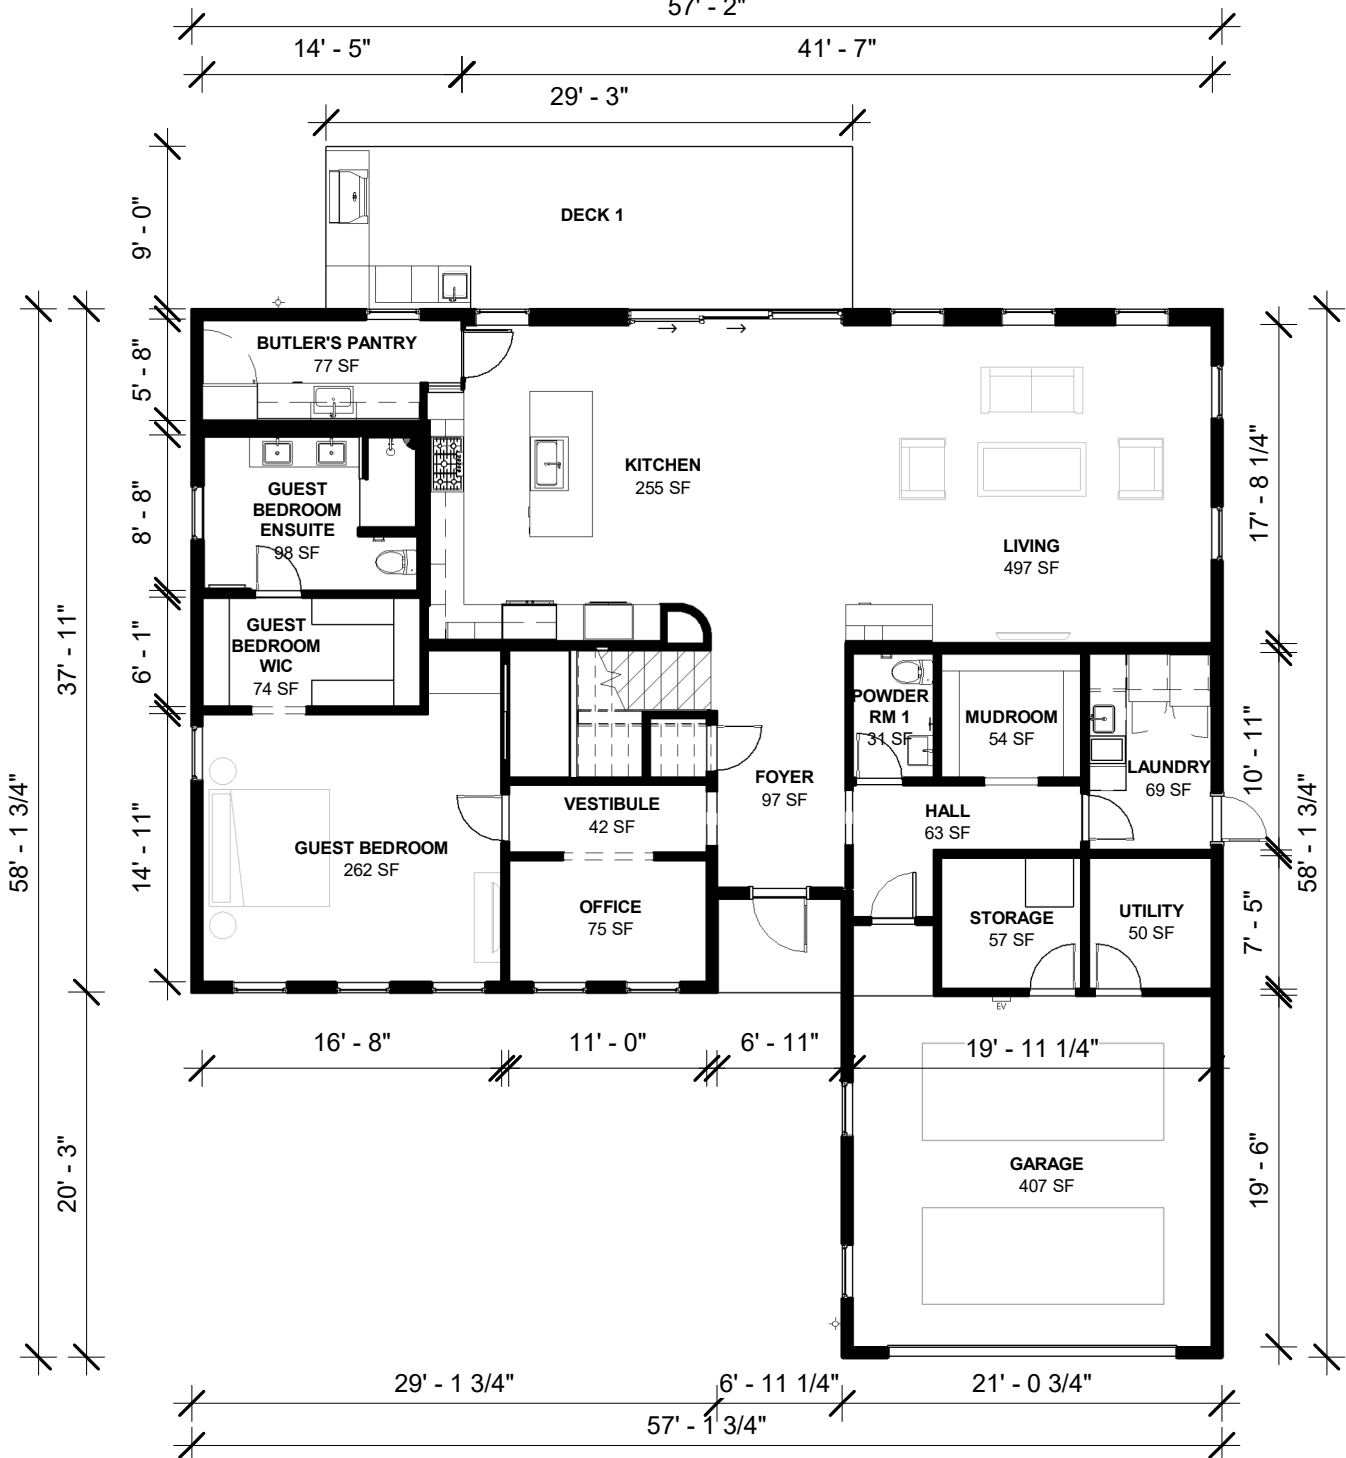 57' - 2"
14' - 5"
41' - 7"
29' - 3"
9' - 0"
DECK 1
BUTLER'S PANTRY
77 SF
5' - 8"
KITCHEN
255 SF
17' - 8 1/4"
GUEST
BEDROOM
ENSUITE
98 SF
8' - 8"
LIVING
497 SF
37' - 11"
6' - 1"
GUEST
BEDROOM
WIC
74 SF
POWDER
RM 1
31 SF
MUDROOM
54 SF
LAUNDRY
69 SF
10' - 11"
FOYER
97 SF
VESTIBULE
42 SF
HALL
63 SF
58' - 1 3/4"
14' - 11"
GUEST BEDROOM
262 SF
58' - 1 3/4"
OFFICE
75 SF
STORAGE
57 SF
UTILITY
50 SF
7' - 5"
EV
16' - 8"
11' - 0"
6' - 11"
19' - 11 1/4"
20' - 3"
GARAGE
407 SF
19' - 6"
29' - 1 3/4"
6' - 11 1/4"
21' - 0 3/4"
57' - 1 3/4"